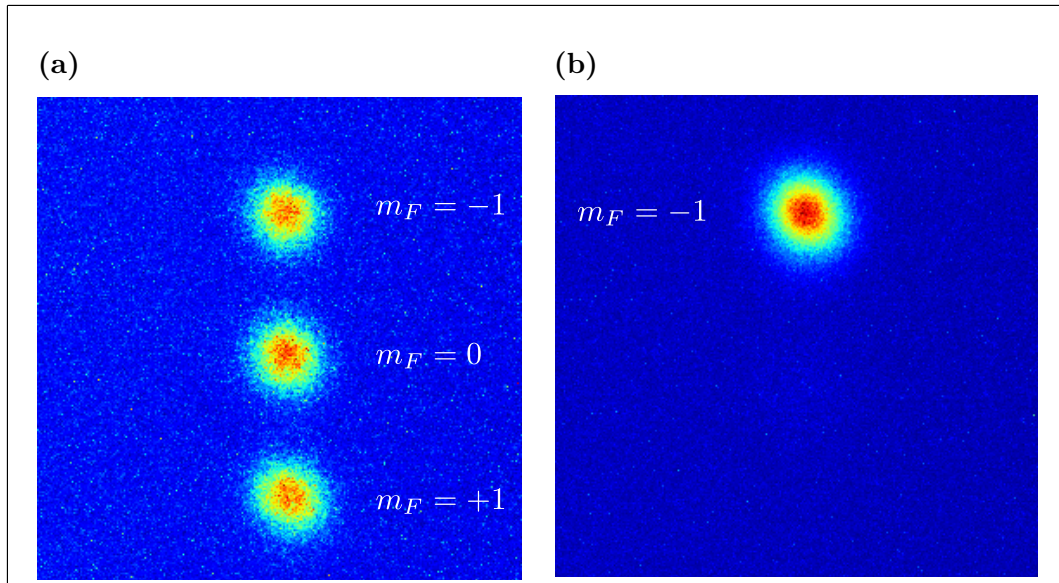 (a)
(b)
m_F = −1
m_F = 0
m_F = +1
m_F = −1